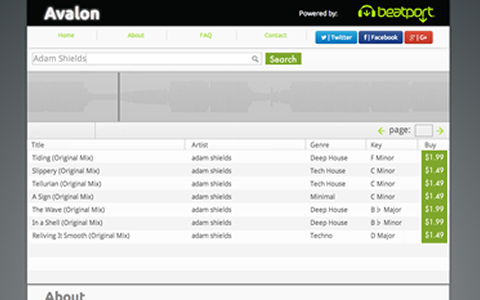 Avalon Powered by: beatport
Home About FAQ Contact Twitter Facebook G+
Adam Shields Search
page:
Title Artist Genre Key Buy
Tiding (Original Mix) adam shields Deep House F Minor $1.99
Slippery (Original Mix) adam shields Tech House C Minor $1.49
Tellurian (Original Mix) adam shields Tech House C Minor $1.49
A Sign (Original Mix) adam shields Minimal C Minor $1.49
The Wave (Original Mix) adam shields Deep House B♭ Major $1.99
In a Shell (Original Mix) adam shields Deep House B♭ Major $1.99
Reliving It Smooth (Original Mix) adam shields Techno D Major $1.49
About